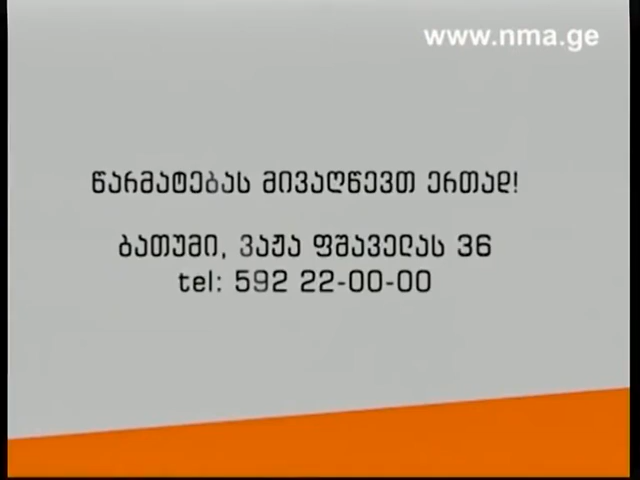 www.nma.ge
წარმატებას მივაღწევთ ერთად!
ბათუმი, ვაჟა ფშაველას 36
tel: 592 22-00-00